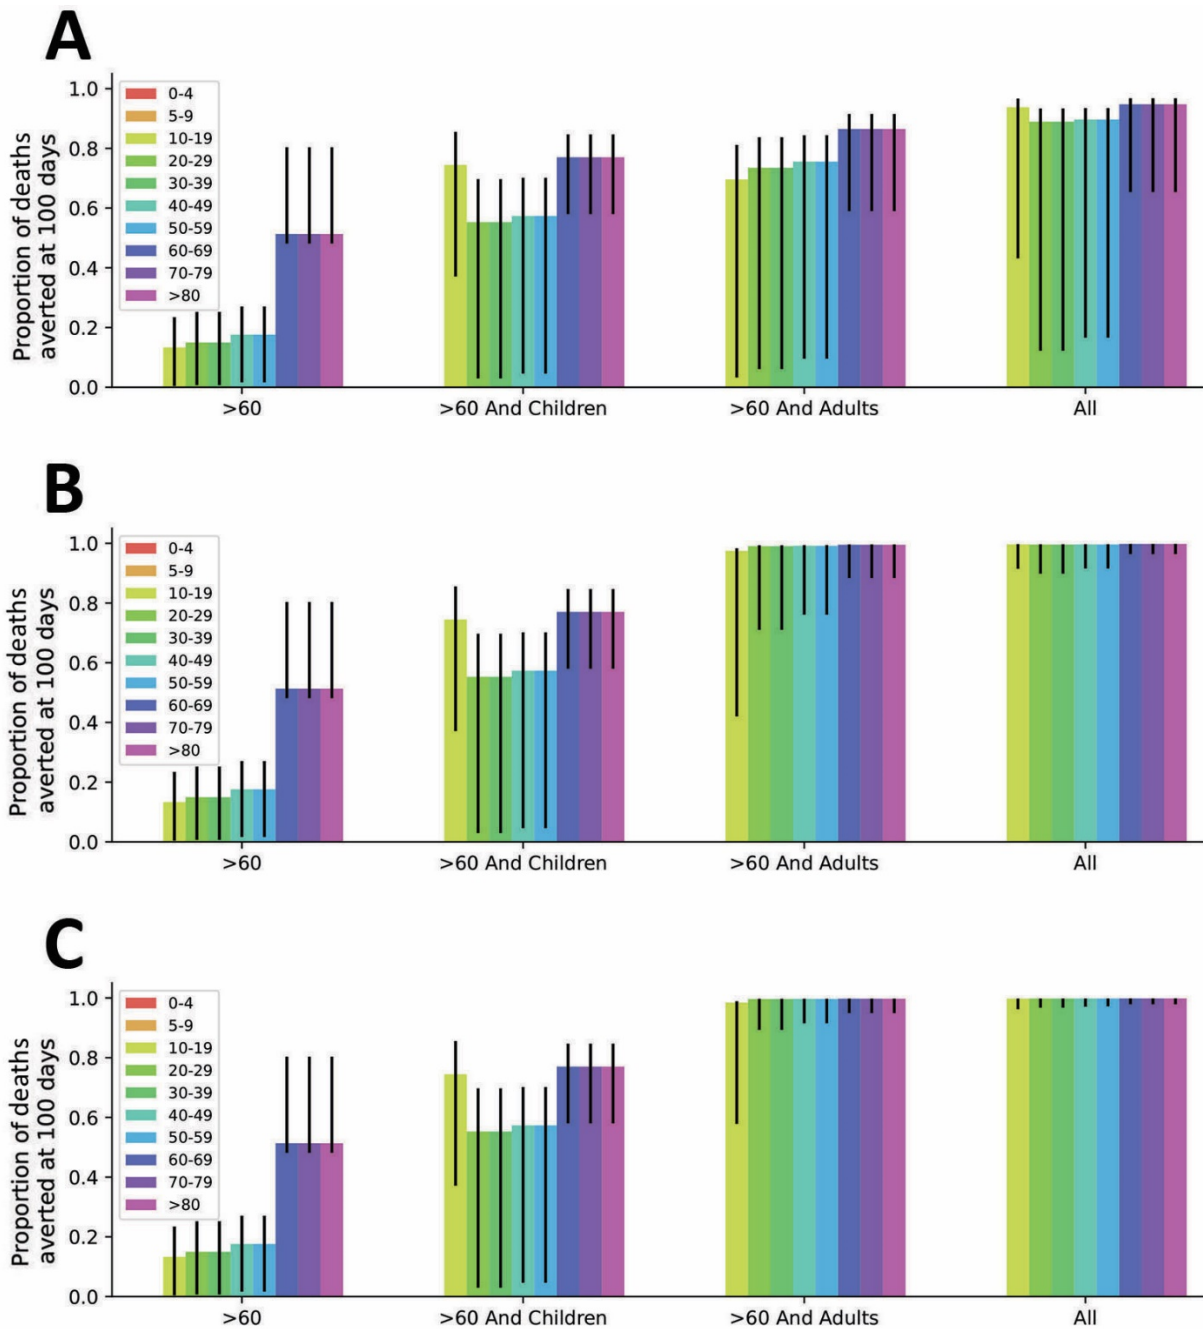 A
Proportion of deaths
averted at 100 days
1.0
0.8
0.6
0.4
0.2
0.0
0-4
5-9
10-19
20-29
30-39
40-49
50-59
60-69
70-79
>80
>60
>60 And Children
>60 And Adults
All
B
Proportion of deaths
averted at 100 days
1.0
0.8
0.6
0.4
0.2
0.0
0-4
5-9
10-19
20-29
30-39
40-49
50-59
60-69
70-79
>80
>60
>60 And Children
>60 And Adults
All
C
Proportion of deaths
averted at 100 days
1.0
0.8
0.6
0.4
0.2
0.0
0-4
5-9
10-19
20-29
30-39
40-49
50-59
60-69
70-79
>80
>60
>60 And Children
>60 And Adults
All